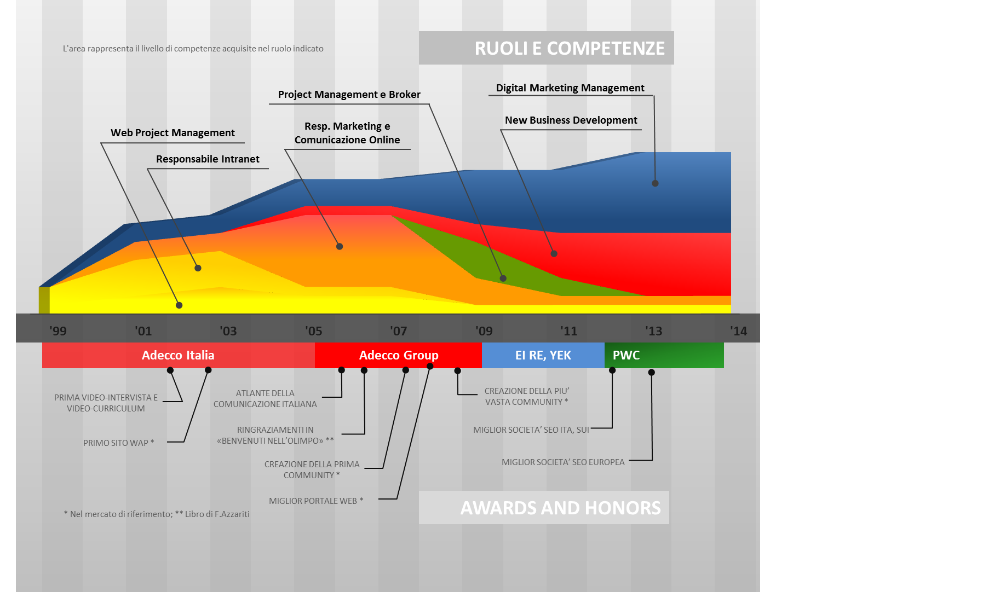 RUOLI E COMPETENZE
L'area rappresenta il livello di competenze acquisite nel ruolo indicato
Digital Marketing Management
Project Management e Broker
New Business Development
Resp. Marketing e
Comunicazione Online
Web Project Management
Responsabile Intranet
'99 '01 '03 '05 '07 '09 '11 '13 '14
Adecco Italia Adecco Group EI RE, YEK PWC
PRIMA VIDEO-INTERVISTA E
VIDEO-CURRICULUM
PRIMO SITO WAP *
ATLANTE DELLA
COMUNICAZIONE ITALIANA
RINGRAZIAMENTI IN
«BENVENUTI NELL’OLIMPO» **
CREAZIONE DELLA PRIMA
COMMUNITY *
MIGLIOR PORTALE WEB *
CREAZIONE DELLA PIU’
VASTA COMMUNITY *
MIGLIOR SOCIETA’ SEO ITA, SUI
MIGLIOR SOCIETA’ SEO EUROPEA
AWARDS AND HONORS
* Nel mercato di riferimento; ** Libro di F.Azzariti